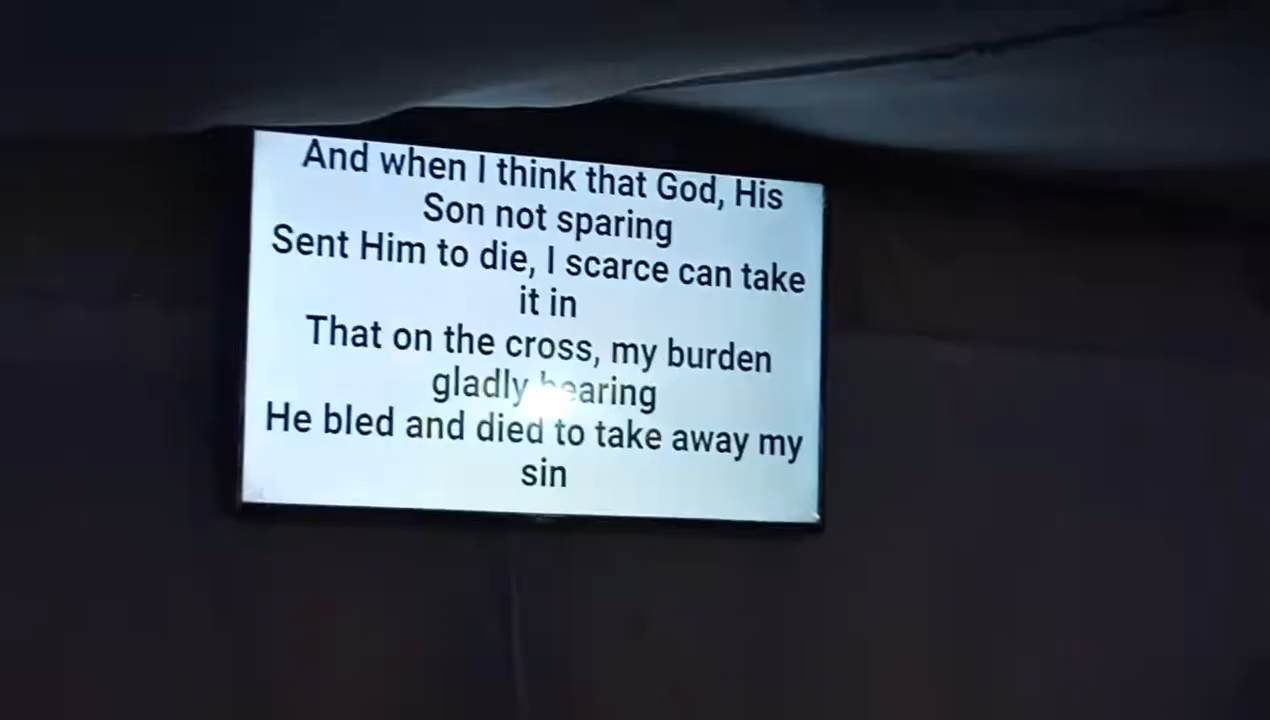 And when I think that God, His
Son not sparing
Sent Him to die, I scarce can take
it in
That on the cross, my burden
gladly bearing
He bled and died to take away my
sin